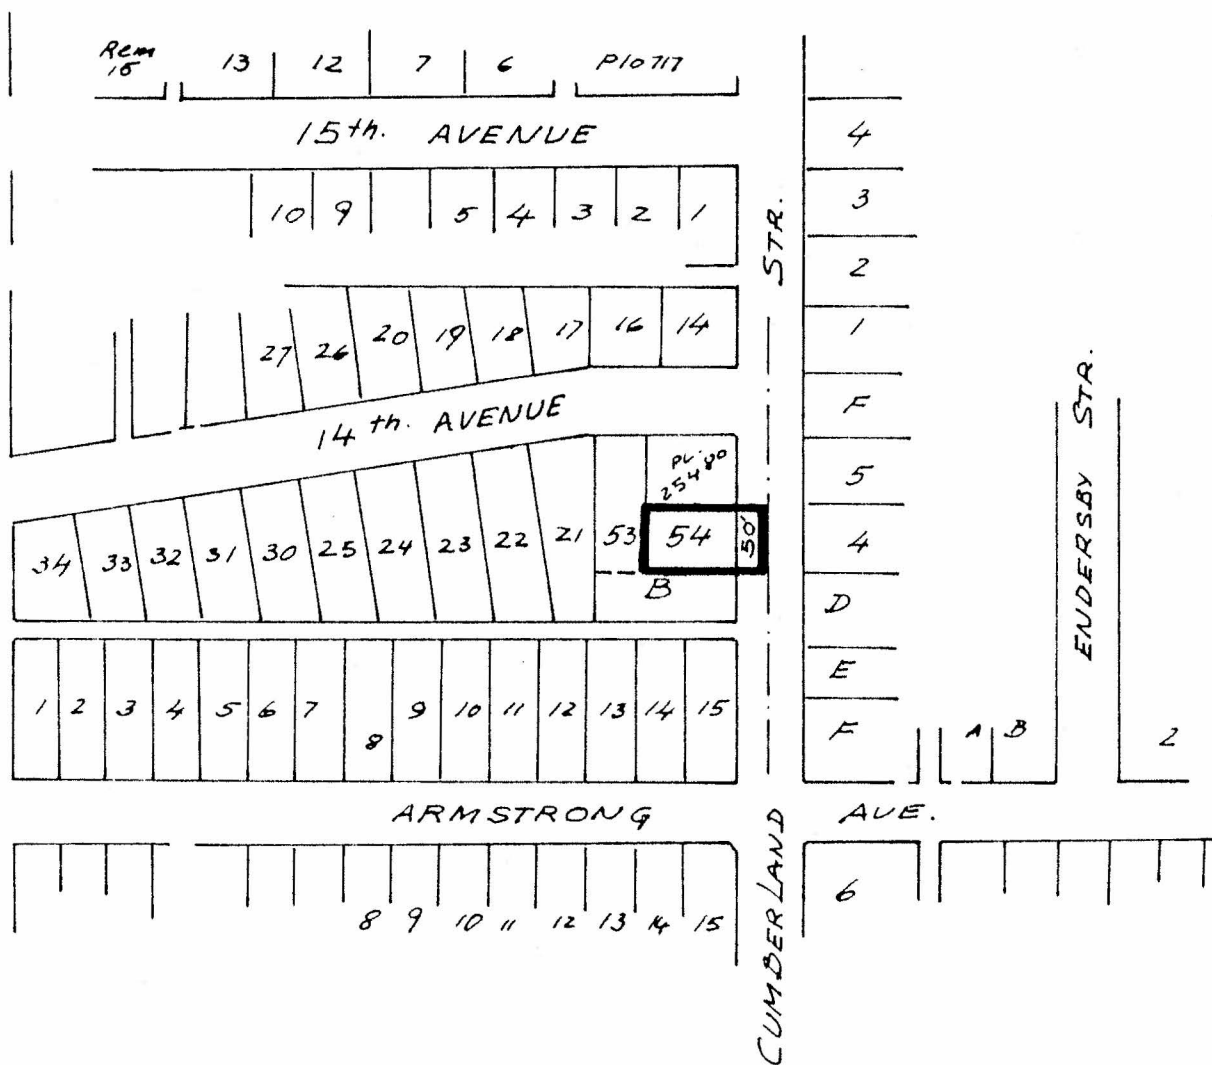 Rem
15
13 12 7 6 P10717
15th. AVENUE
4
10 9 5 4 3 2 1
3
STR.
2
27 26 20 19 18 17 16 14
1
14th. AVENUE
F
ENDERSBY STR.
PL.
25480
5
34 33 32 31 30 25 24 23 22 21 53 54 50'
4
B
D
E
1 2 3 4 5 6 7 8 9 10 11 12 13 14 15
F
A B
2
ARMSTRONG AVE.
CUMBERLAND
8 9 10 11 12 13 14 15
6